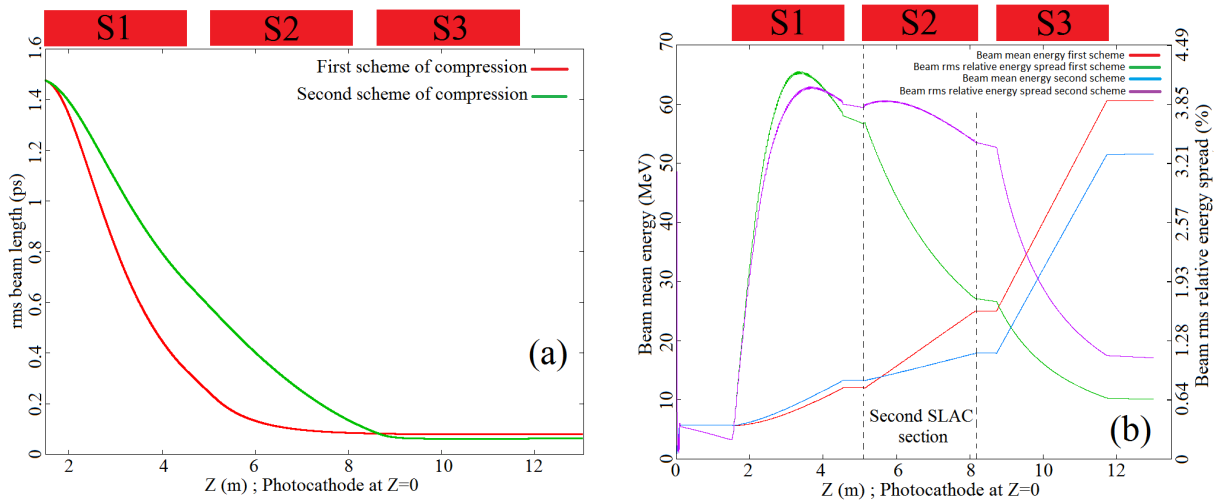 S1 S2 S3
1.6
1.4
1.2
1
0.8
0.6
0.4
0.2
0
rms beam length (ps)
First scheme of compression
Second scheme of compression
(a)
2 4 6 8 10 12
Z (m) ; Photocathode at Z=0
S1 S2 S3
70
60
50
40
30
20
10
0
Beam mean energy (MeV)
Beam mean energy first scheme
Beam rms relative energy spread first scheme
Beam mean energy second scheme
Beam rms relative energy spread second scheme
Second SLAC
section
(b)
4.49
3.85
3.21
2.57
1.93
1.28
0.64
0
Beam rms relative energy spread (%)
0 2 4 6 8 10 12
Z (m) ; Photocathode at Z=0